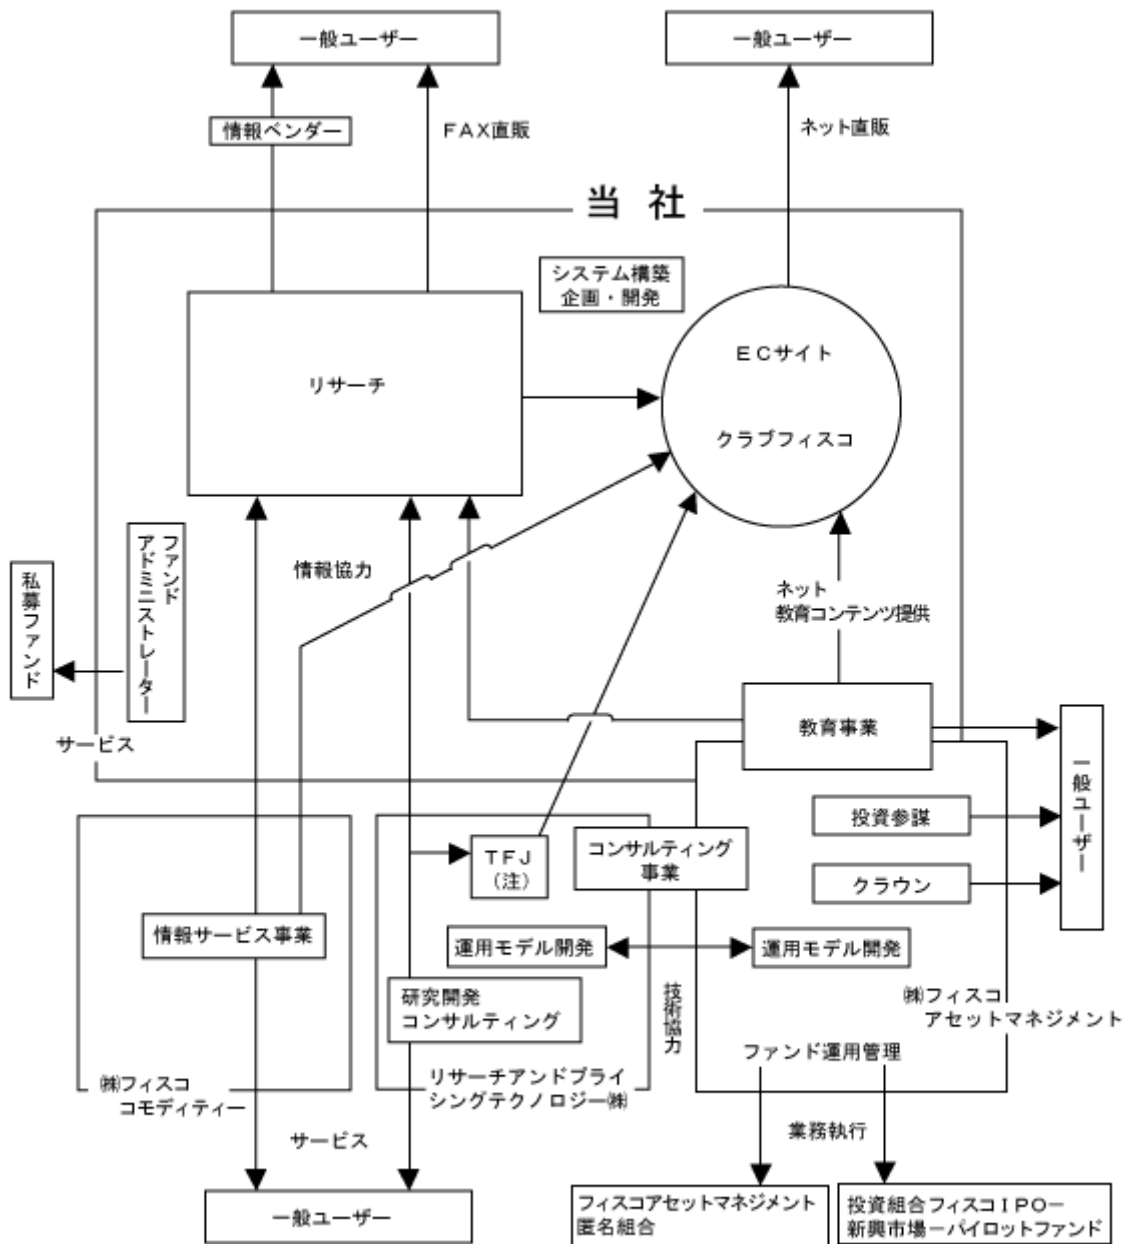 一般ユーザー
一般ユーザー
情報ベンダー
ＦＡ�X直販
ネット直販
当 社
システム構築
企画・開発
リサーチ
ＥＣサイト
クラブフィスコ
情報協力
ファンド
アドミニストレーター
私募ファンド
サービス
ネット
教育コンテンツ提供
教育事業
一般ユーザー
投資参謀
クラウン
コンサルティング
事業
ＴＦＪ
（注）
情報サービス事業
運用モデル開発
運用モデル開発
研究開発
コンサルティング
技術協力
㈱フィスコ
アセットマネジメント
ファンド運用管理
㈱フィスコ
コモディティー
リサーチアンドプライ
シングテクノロジー㈱
サービス
業務執行
一般ユーザー
フィスコアセットマネジメント
匿名組合
投資組合フィスコＩＰＯ－
新興市場－パイロットファンド